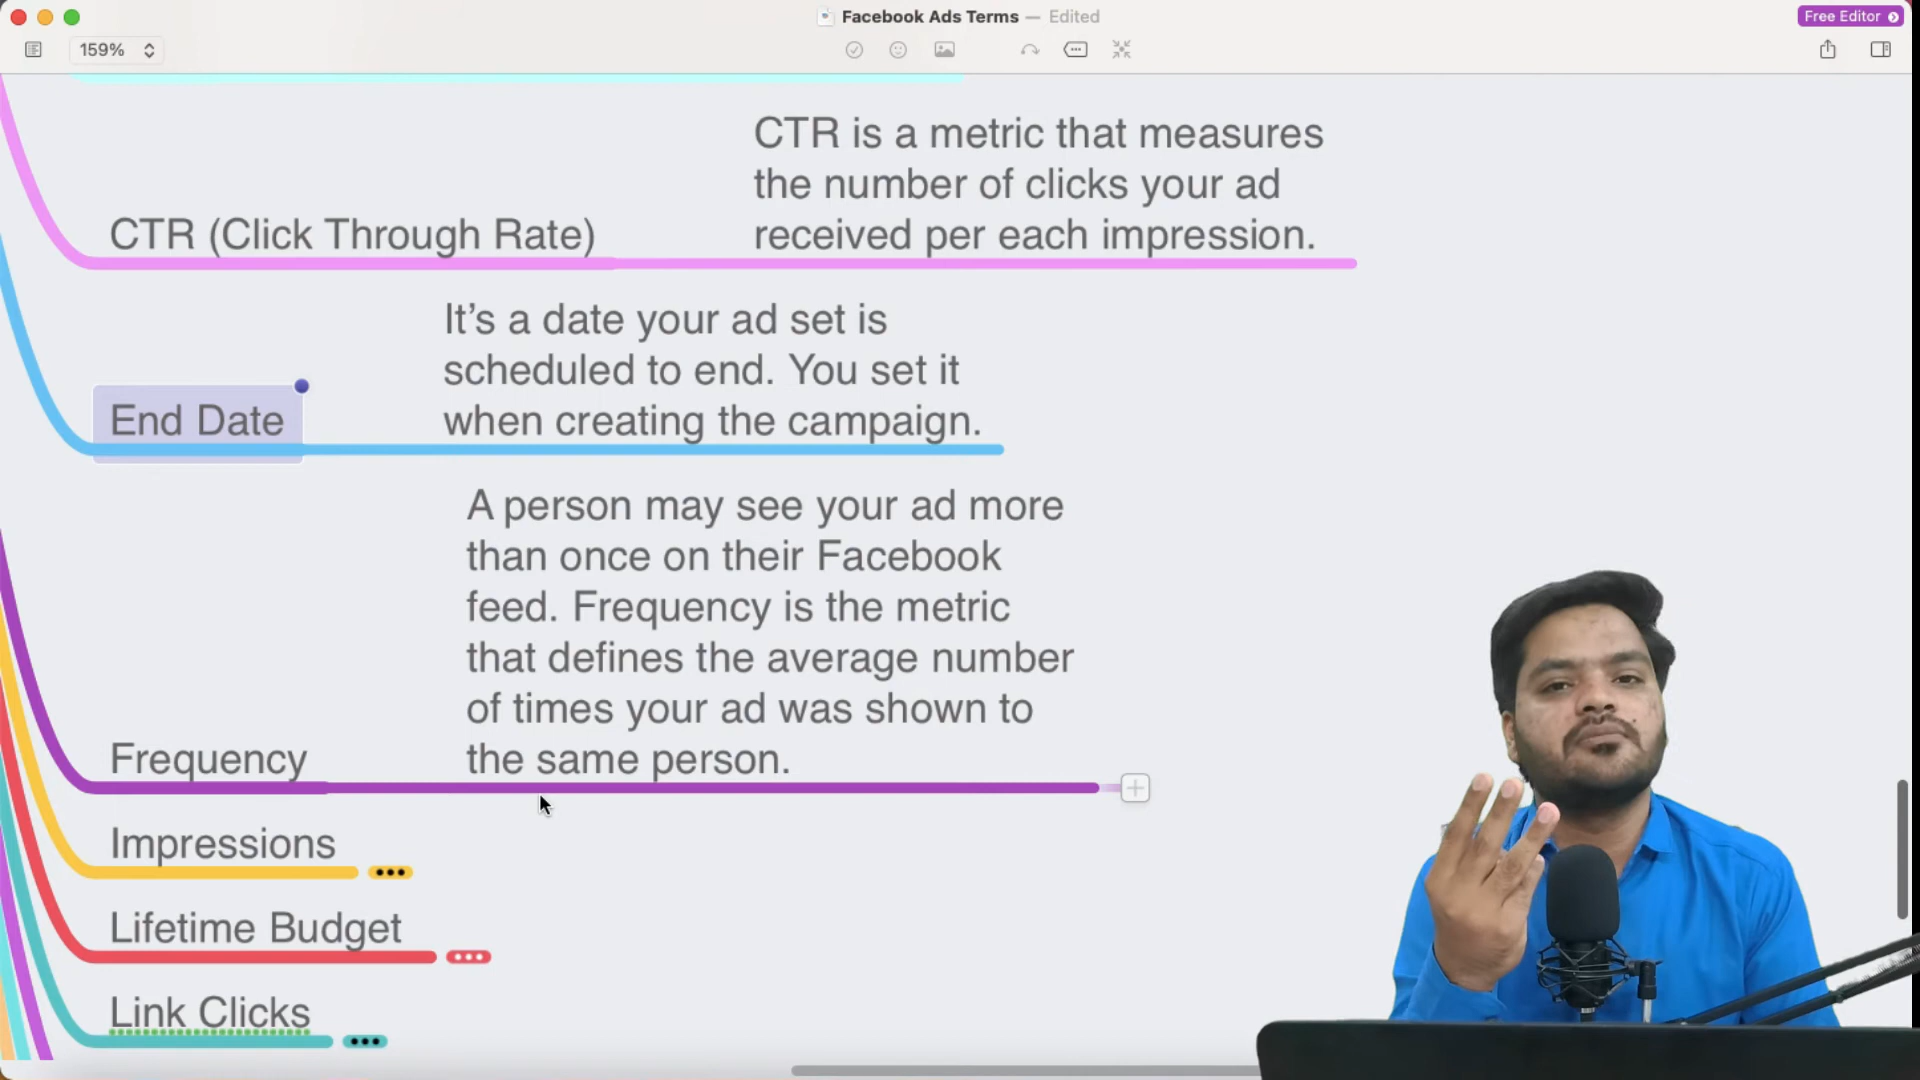 Facebook Ads Terms — Edited
Free Editor
159%
CTR (Click Through Rate)
CTR is a metric that measures
the number of clicks your ad
received per each impression.
End Date
It’s a date your ad set is
scheduled to end. You set it
when creating the campaign.
Frequency
A person may see your ad more
than once on their Facebook
feed. Frequency is the metric
that defines the average number
of times your ad was shown to
the same person.
Impressions
Lifetime Budget
Link Clicks